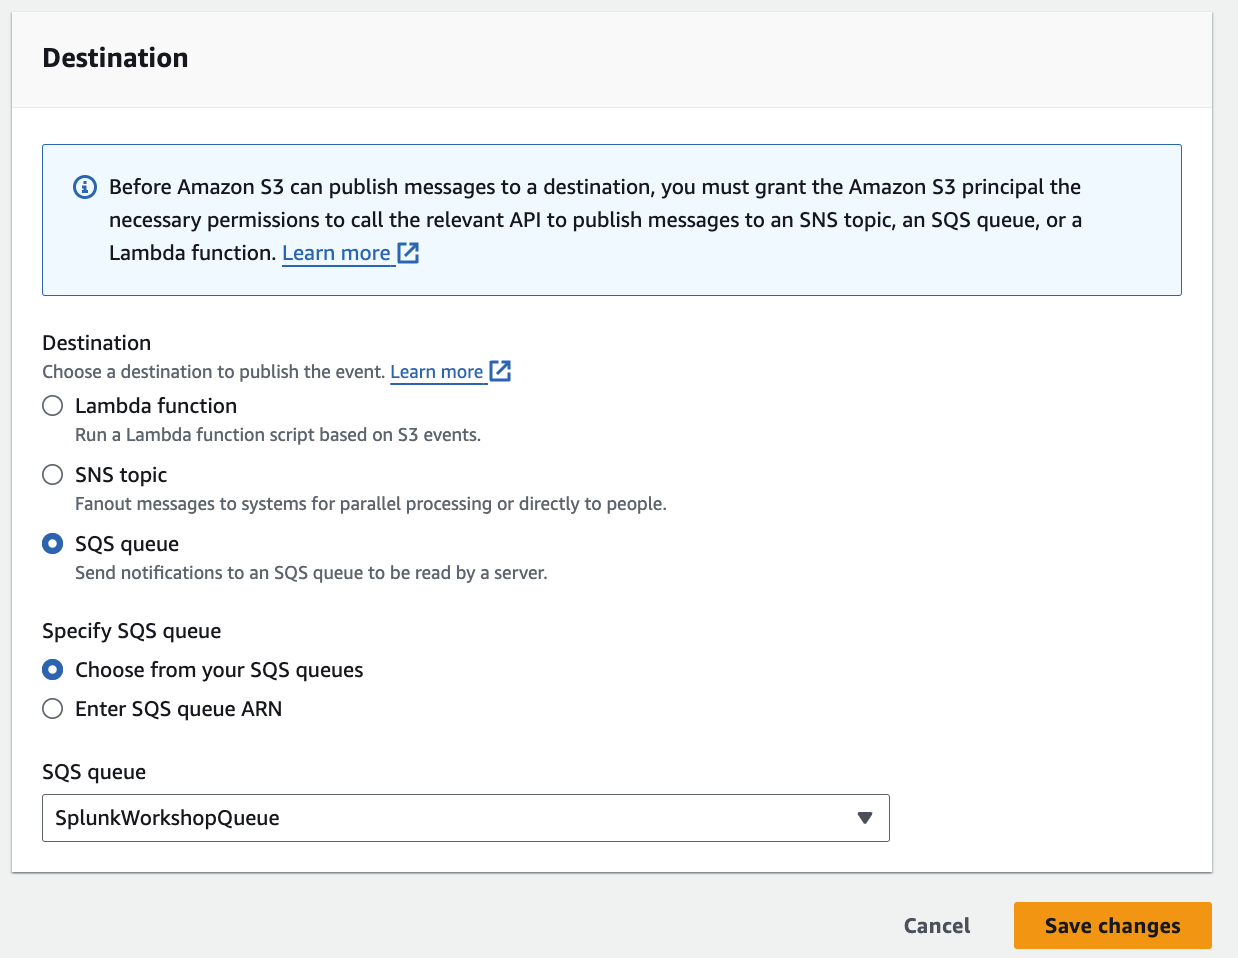 Destination
Before Amazon S3 can publish messages to a destination, you must grant the Amazon S3 principal the
necessary permissions to call the relevant API to publish messages to an SNS topic, an SQS queue, or a
Lambda function. Learn more
Destination
Choose a destination to publish the event. Learn more
Lambda function
Run a Lambda function script based on S3 events.
SNS topic
Fanout messages to systems for parallel processing or directly to people.
SQS queue
Send notifications to an SQS queue to be read by a server.
Specify SQS queue
Choose from your SQS queues
Enter SQS queue ARN
SQS queue
SplunkWorkshopQueue
Cancel
Save changes